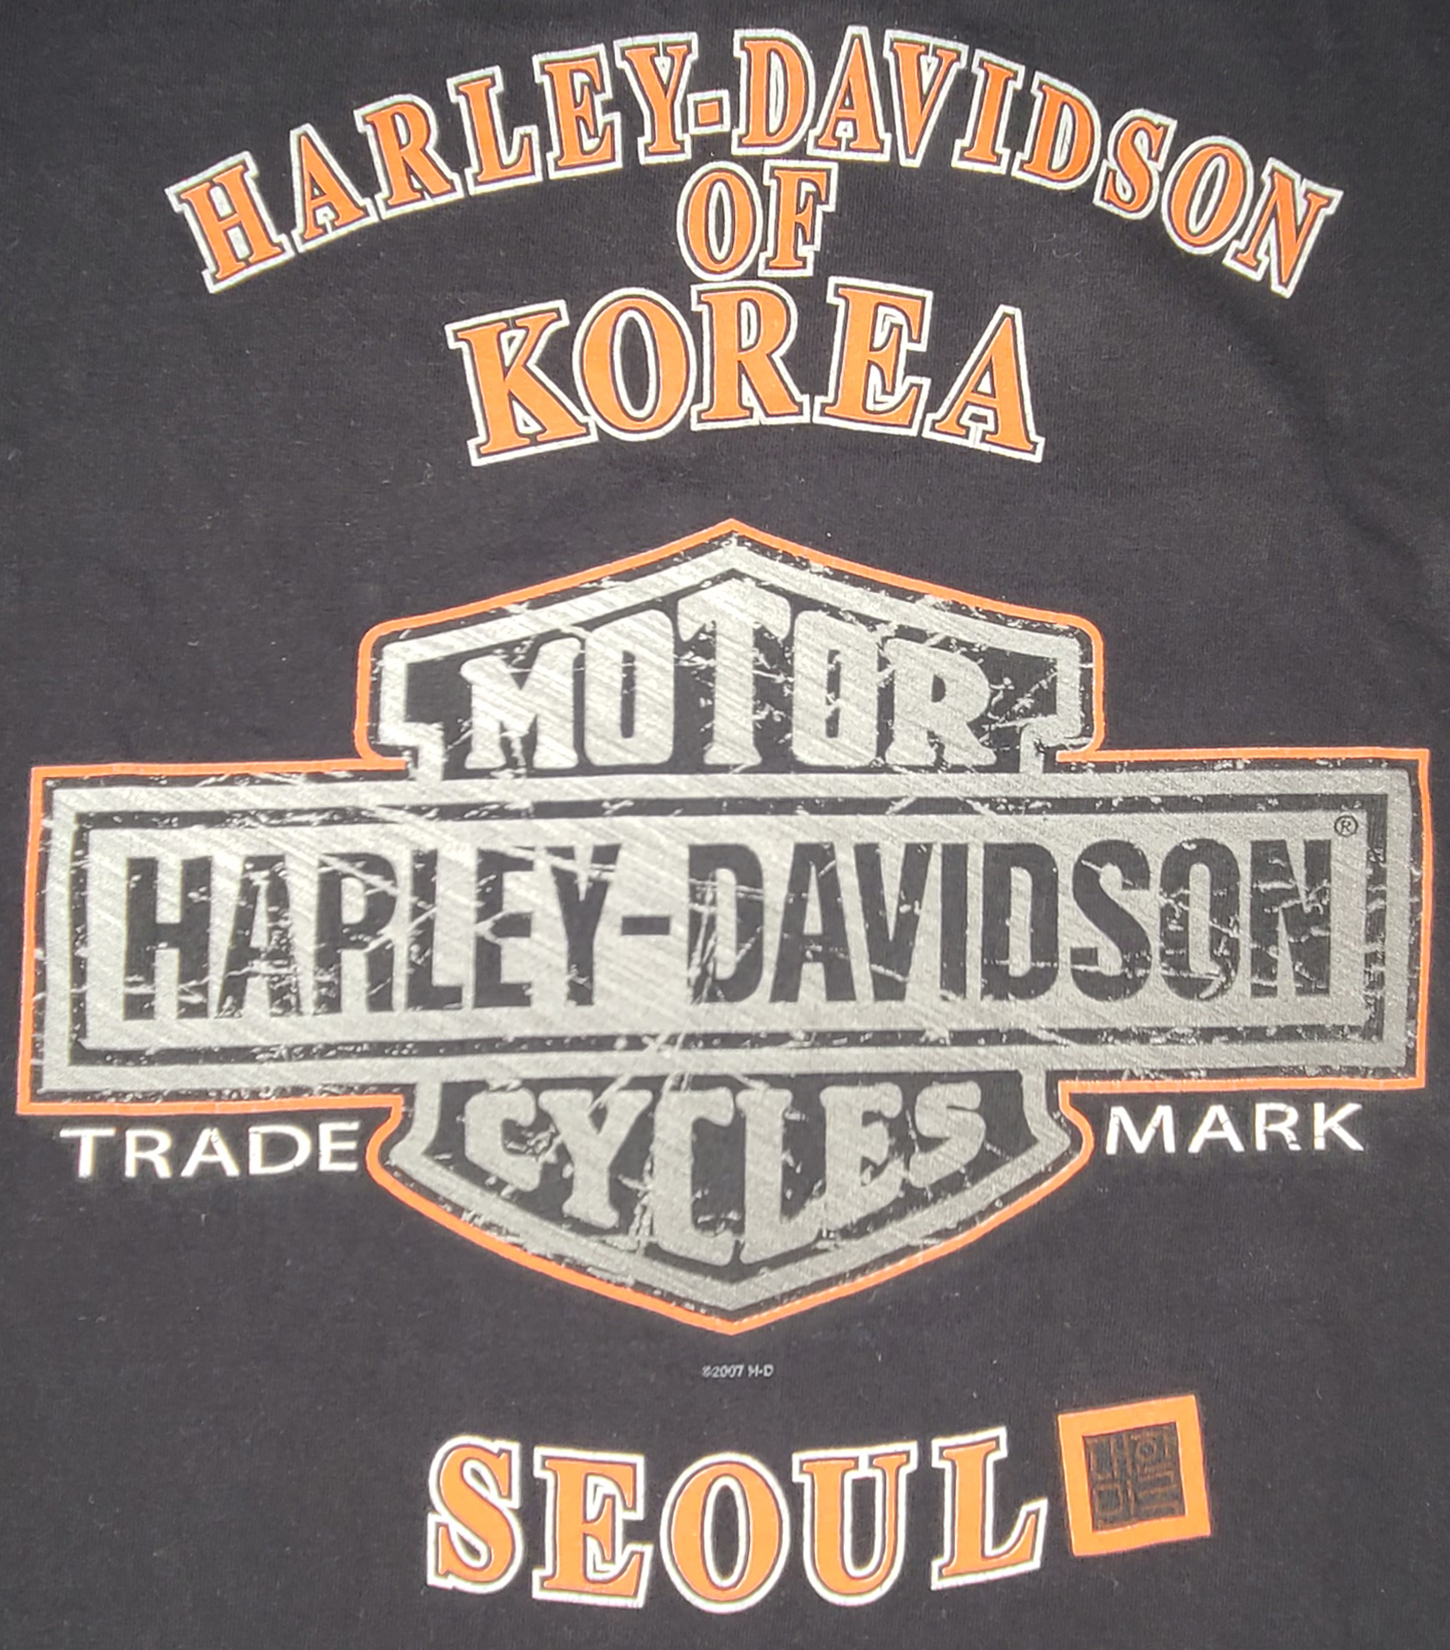 HARLEY-DAVIDSON
OF
KOREA
MOTOR
HARLEY-DAVIDSON®
CYCLES
TRADE MARK
©2007 H-D
SEOUL